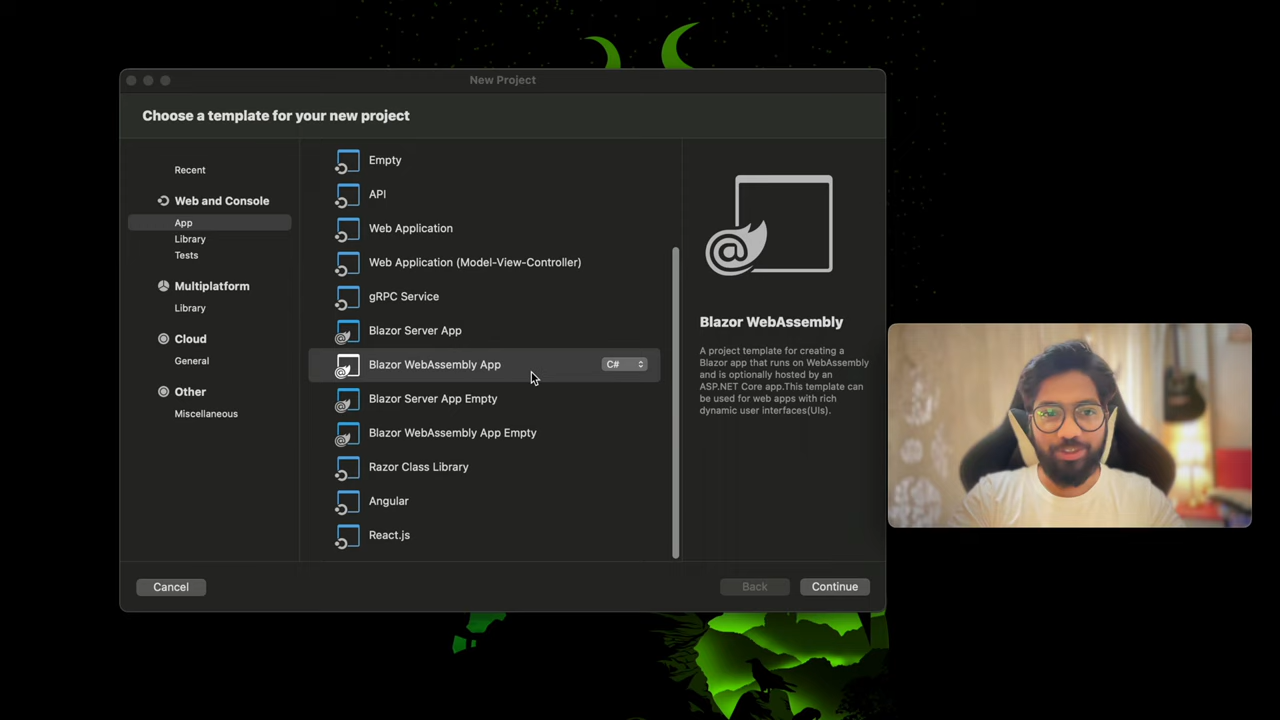 New Project
Choose a template for your new project
Recent
Web and Console
App
Library
Tests
Multiplatform
Library
Cloud
General
Other
Miscellaneous
Empty
API
Web Application
Web Application (Model-View-Controller)
gRPC Service
Blazor Server App
Blazor WebAssembly App
C#
Blazor Server App Empty
Blazor WebAssembly App Empty
Razor Class Library
Angular
React.js
@
Blazor WebAssembly
A project template for creating a
Blazor app that runs on WebAssembly
and is optionally hosted by an
ASP.NET Core app.This template can
be used for web apps with rich
dynamic user interfaces(UIs).
Cancel
Back
Continue